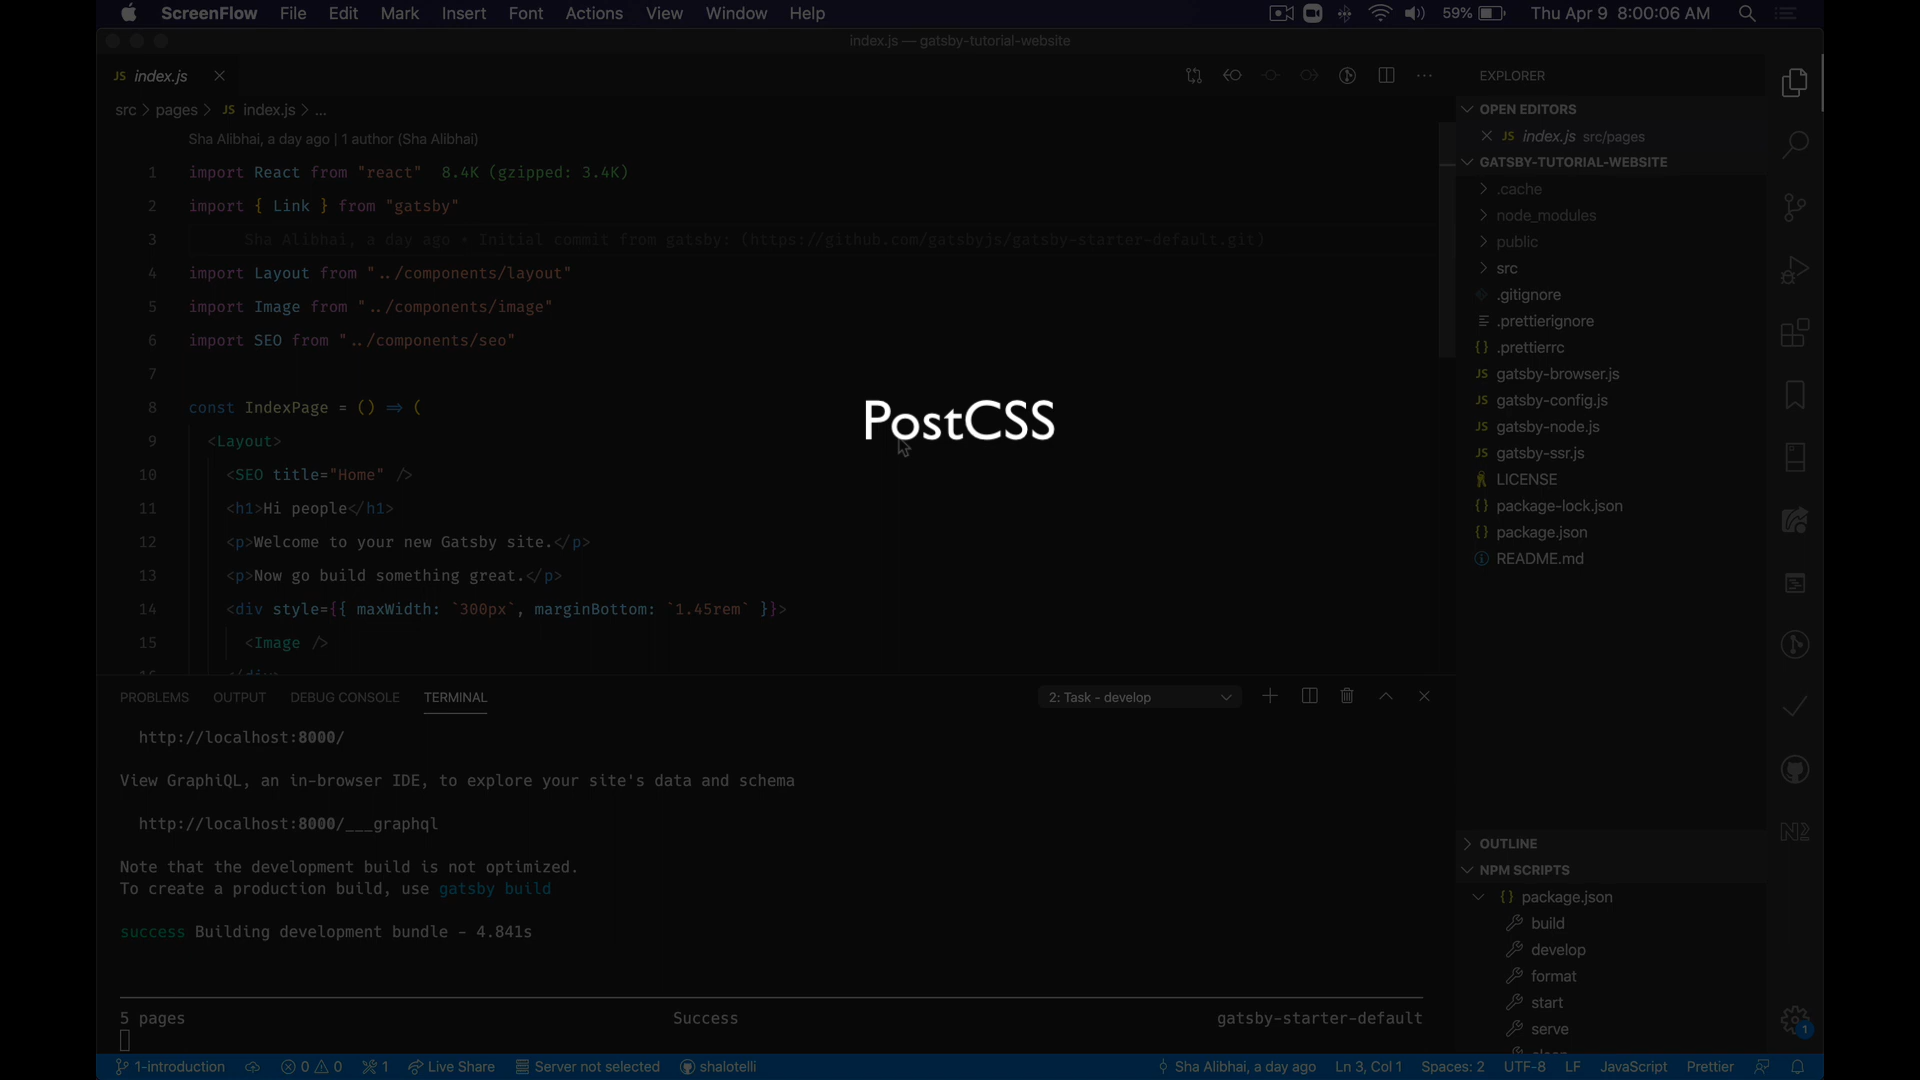 ScreenFlow File Edit Mark Insert Font Actions View Window Help 59% Thu Apr 9 8:00:06 AM
index.js — gatsby-tutorial-website
JS index.js
src > pages > JS index.js > ...
Sha Alibhai, a day ago | 1 author (Sha Alibhai)
1 import React from "react" 8.4K (gzipped: 3.4K)
2 import { Link } from "gatsby"
3 Sha Alibhai, a day ago • Initial commit from gatsby: (https://github.com/gatsbyjs/gatsby-starter-default.git)
4 import Layout from "../components/layout"
5 import Image from "../components/image"
6 import SEO from "../components/seo"
7
8 const IndexPage = () => (
9 <Layout>
10 <SEO title="Home" />
11 <h1>Hi people</h1>
12 <p>Welcome to your new Gatsby site.</p>
13 <p>Now go build something great.</p>
14 <div style={{ maxWidth: `300px`, marginBottom: `1.45rem` }}>
15 <Image />
16 </div>
PostCSS
EXPLORER
OPEN EDITORS
JS index.js src/pages
GATSBY-TUTORIAL-WEBSITE
.cache
node_modules
public
src
.gitignore
.prettierignore
{} .prettierrc
JS gatsby-browser.js
JS gatsby-config.js
JS gatsby-node.js
JS gatsby-ssr.js
LICENSE
{} package-lock.json
{} package.json
README.md
OUTLINE
NPM SCRIPTS
{} package.json
build
develop
format
start
serve
PROBLEMS OUTPUT DEBUG CONSOLE TERMINAL 2: Task - develop
http://localhost:8000/
View GraphiQL, an in-browser IDE, to explore your site's data and schema
http://localhost:8000/___graphql
Note that the development build is not optimized.
To create a production build, use gatsby build
success Building development bundle - 4.841s
5 pages Success gatsby-starter-default
1-introduction 0 0 1 Live Share Server not selected shalotelli Sha Alibhai, a day ago Ln 3, Col 1 Spaces: 2 UTF-8 LF JavaScript Prettier
N2
1